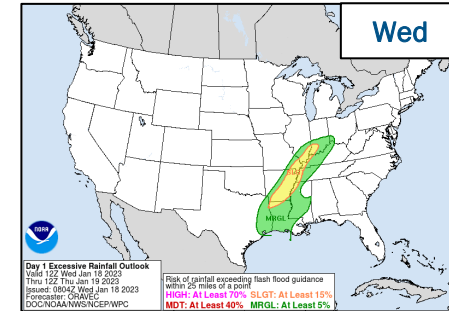 Wed
SLGT
MRGL
NOAA
Day 1 Excessive Rainfall Outlook
Valid 12Z Wed Jan 18 2023
Thru 12Z Thu Jan 19 2023
Issued: 0804Z Wed Jan 18 2023
Forecaster: ORAVEC
DOC/NOAA/NWS/NCEP/WPC
Risk of rainfall exceeding flash flood guidance
within 25 miles of a point
HIGH: At Least 70% SLGT: At Least 15%
MDT: At Least 40% MRGL: At Least 5%